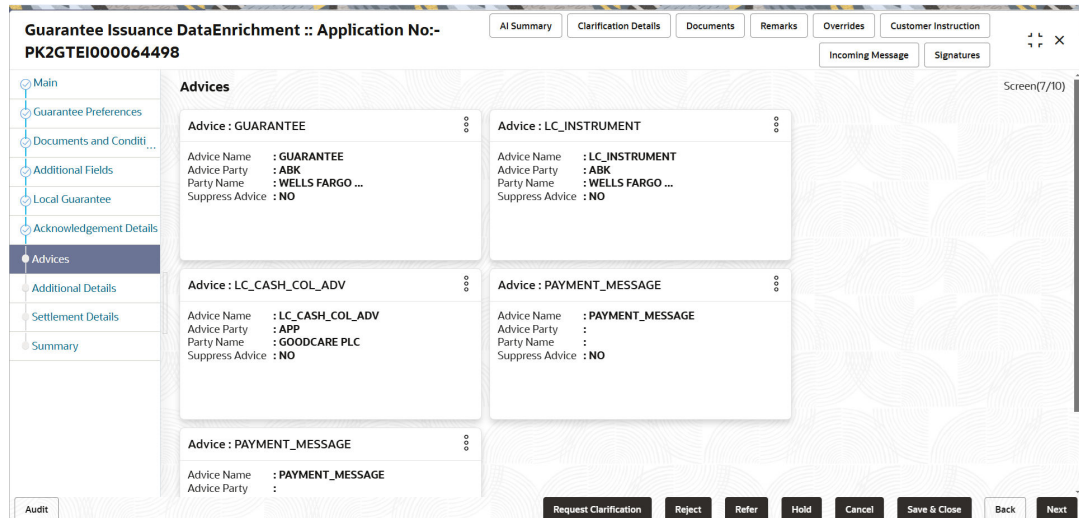 Guarantee Issuance DataEnrichment :: Application No:-
PK2GTEI000064498
AI Summary
Clarification Details
Documents
Remarks
Overrides
Customer Instruction
Incoming Message
Signatures
Main
Guarantee Preferences
Documents and Conditi...
Additional Fields
Local Guarantee
Acknowledgement Details
Advices
Additional Details
Settlement Details
Summary
Advices
Screen(7/10)
Advice : GUARANTEE
Advice Name : GUARANTEE
Advice Party : ABK
Party Name : WELLS FARGO ...
Suppress Advice : NO
Advice : LC_INSTRUMENT
Advice Name : LC_INSTRUMENT
Advice Party : ABK
Party Name : WELLS FARGO ...
Suppress Advice : NO
Advice : LC_CASH_COL_ADV
Advice Name : LC_CASH_COL_ADV
Advice Party : APP
Party Name : GOODCARE PLC
Suppress Advice : NO
Advice : PAYMENT_MESSAGE
Advice Name : PAYMENT_MESSAGE
Advice Party :
Party Name :
Suppress Advice : NO
Advice : PAYMENT_MESSAGE
Advice Name : PAYMENT_MESSAGE
Advice Party :
Audit
Request Clarification
Reject
Refer
Hold
Cancel
Save & Close
Back
Next